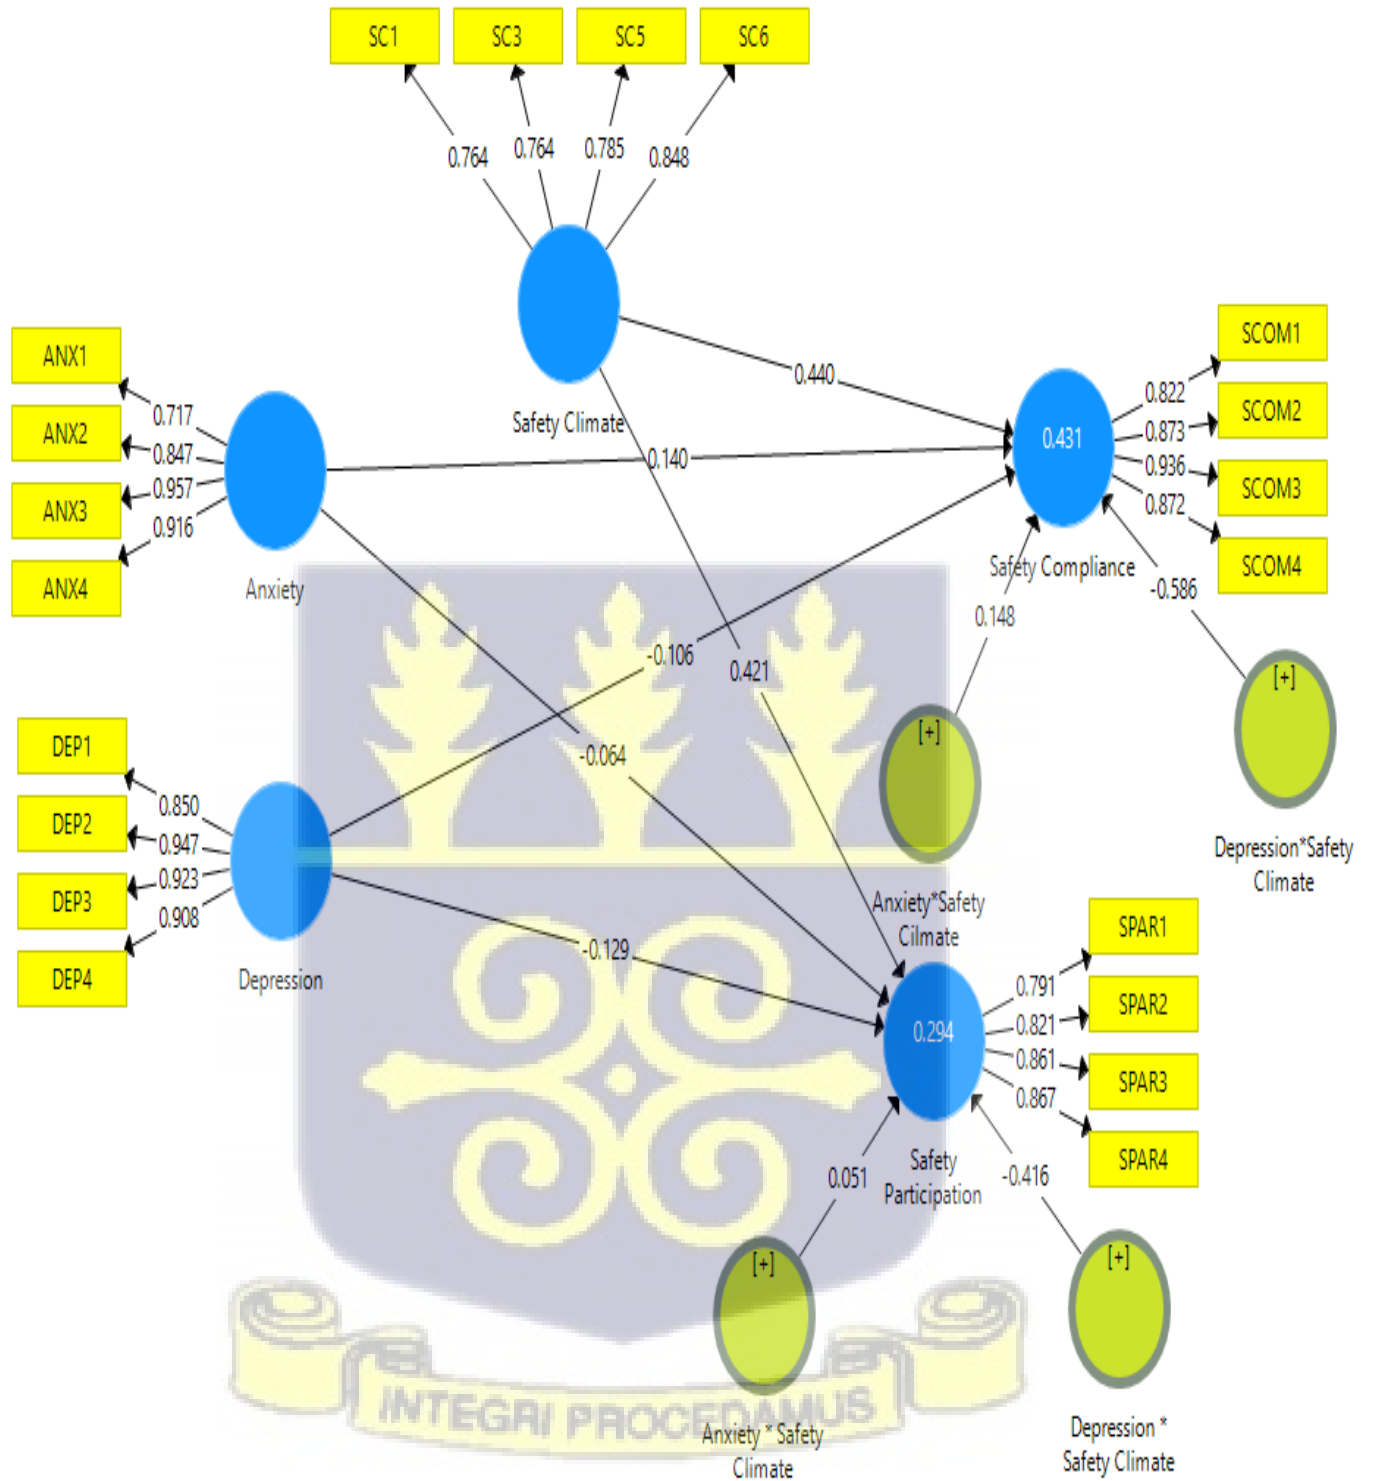 SC1 SC3 SC5 SC6
0.764 0.764 0.785 0.848
Safety Climate
ANX1
ANX2
ANX3
ANX4
0.717
0.847
0.957
0.916
Anxiety
0.440
0.140
0.421
-0.106
-0.064
-0.129
0.431
Safety Compliance
SCOM1
SCOM2
SCOM3
SCOM4
0.822
0.873
0.936
0.872
0.148
-0.586
[+]
Anxiety*Safety
Cilmate
[+]
Depression*Safety
Climate
DEP1
DEP2
DEP3
DEP4
0.850
0.947
0.923
0.908
Depression
0.294
Safety
Participation
SPAR1
SPAR2
SPAR3
SPAR4
0.791
0.821
0.861
0.867
0.051
-0.416
[+]
Anxiety * Safety
Climate
[+]
Depression *
Safety Climate
INTEGRI PROCEDAMUS